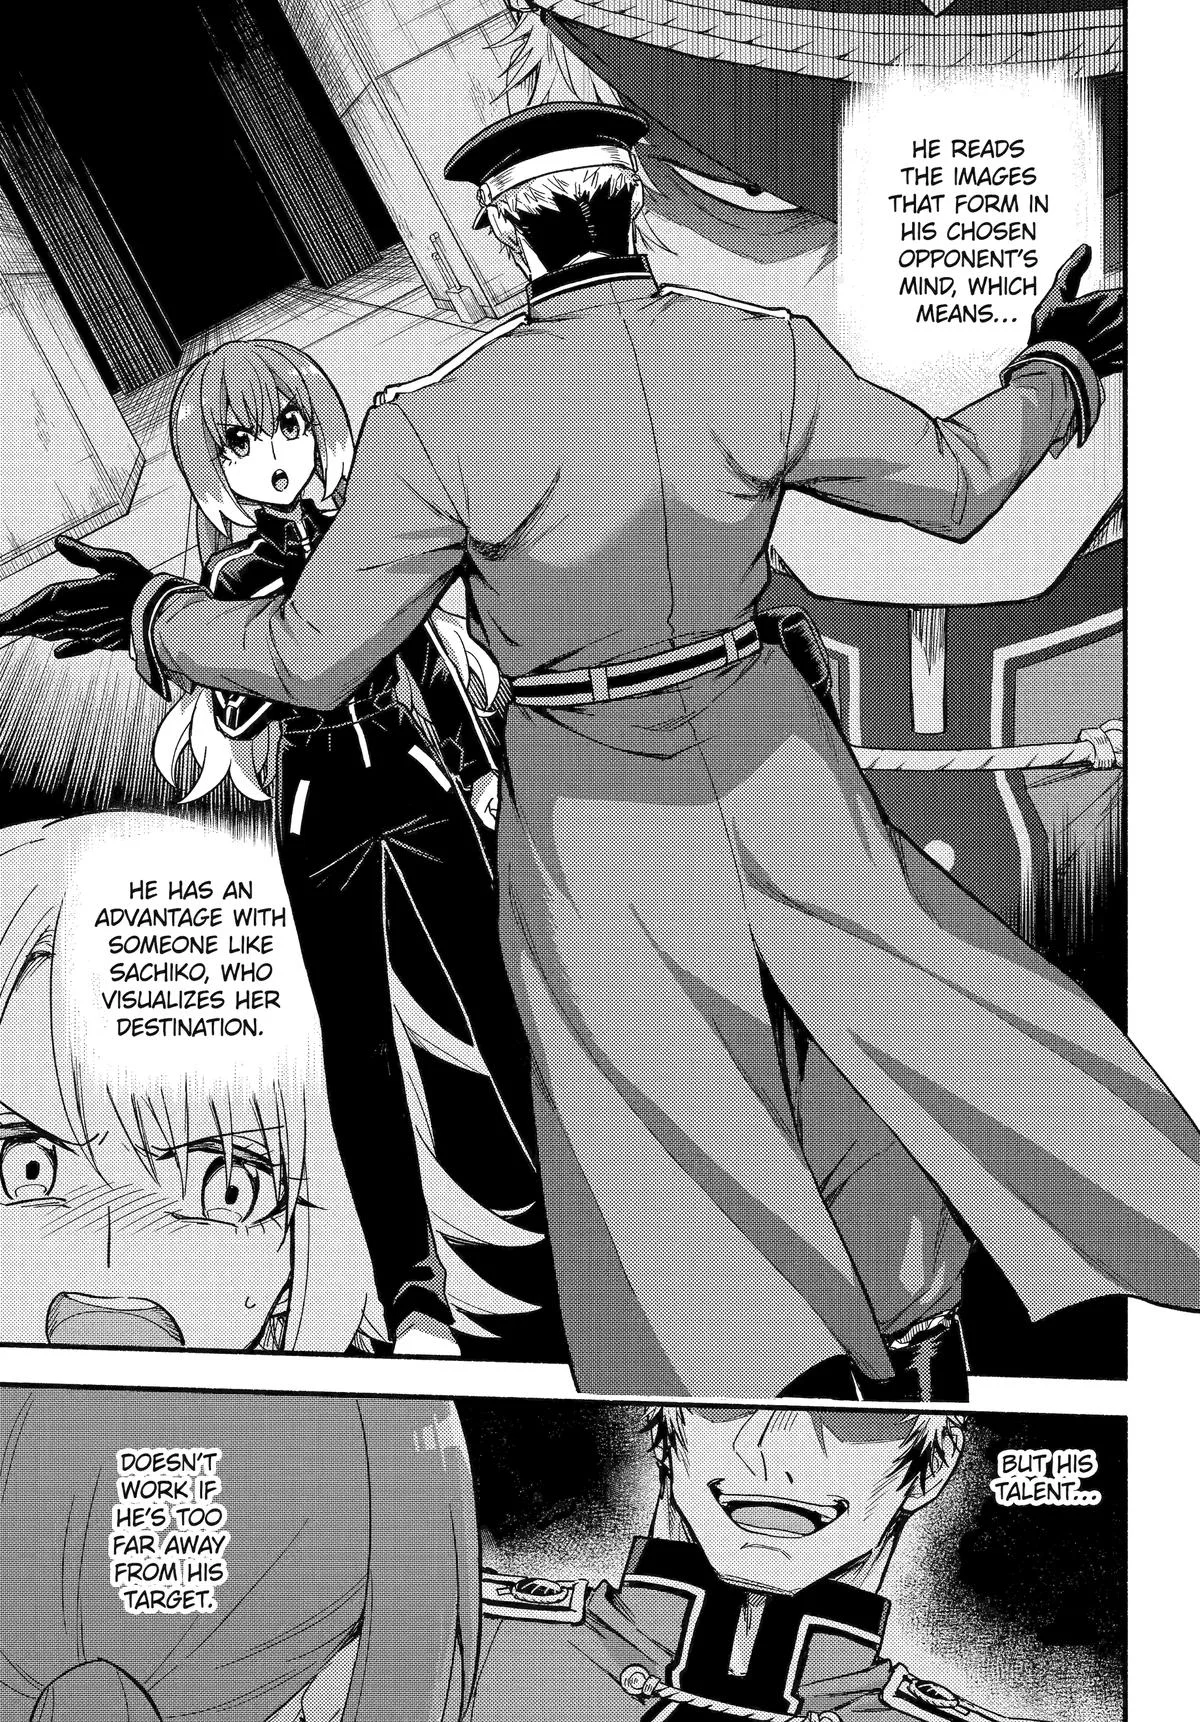 HE READS
THE IMAGES
THAT FORM IN
HIS CHOSEN
OPPONENT'S
MIND, WHICH
MEANS...
HE HAS AN
ADVANTAGE WITH
SOMEONE LIKE
SACHIKO, WHO
VISUALIZES HER
DESTINATION.
BUT HIS
TALENT...
DOESN'T
WORK IF
HE'S TOO
FAR AWAY
FROM HIS
TARGET.